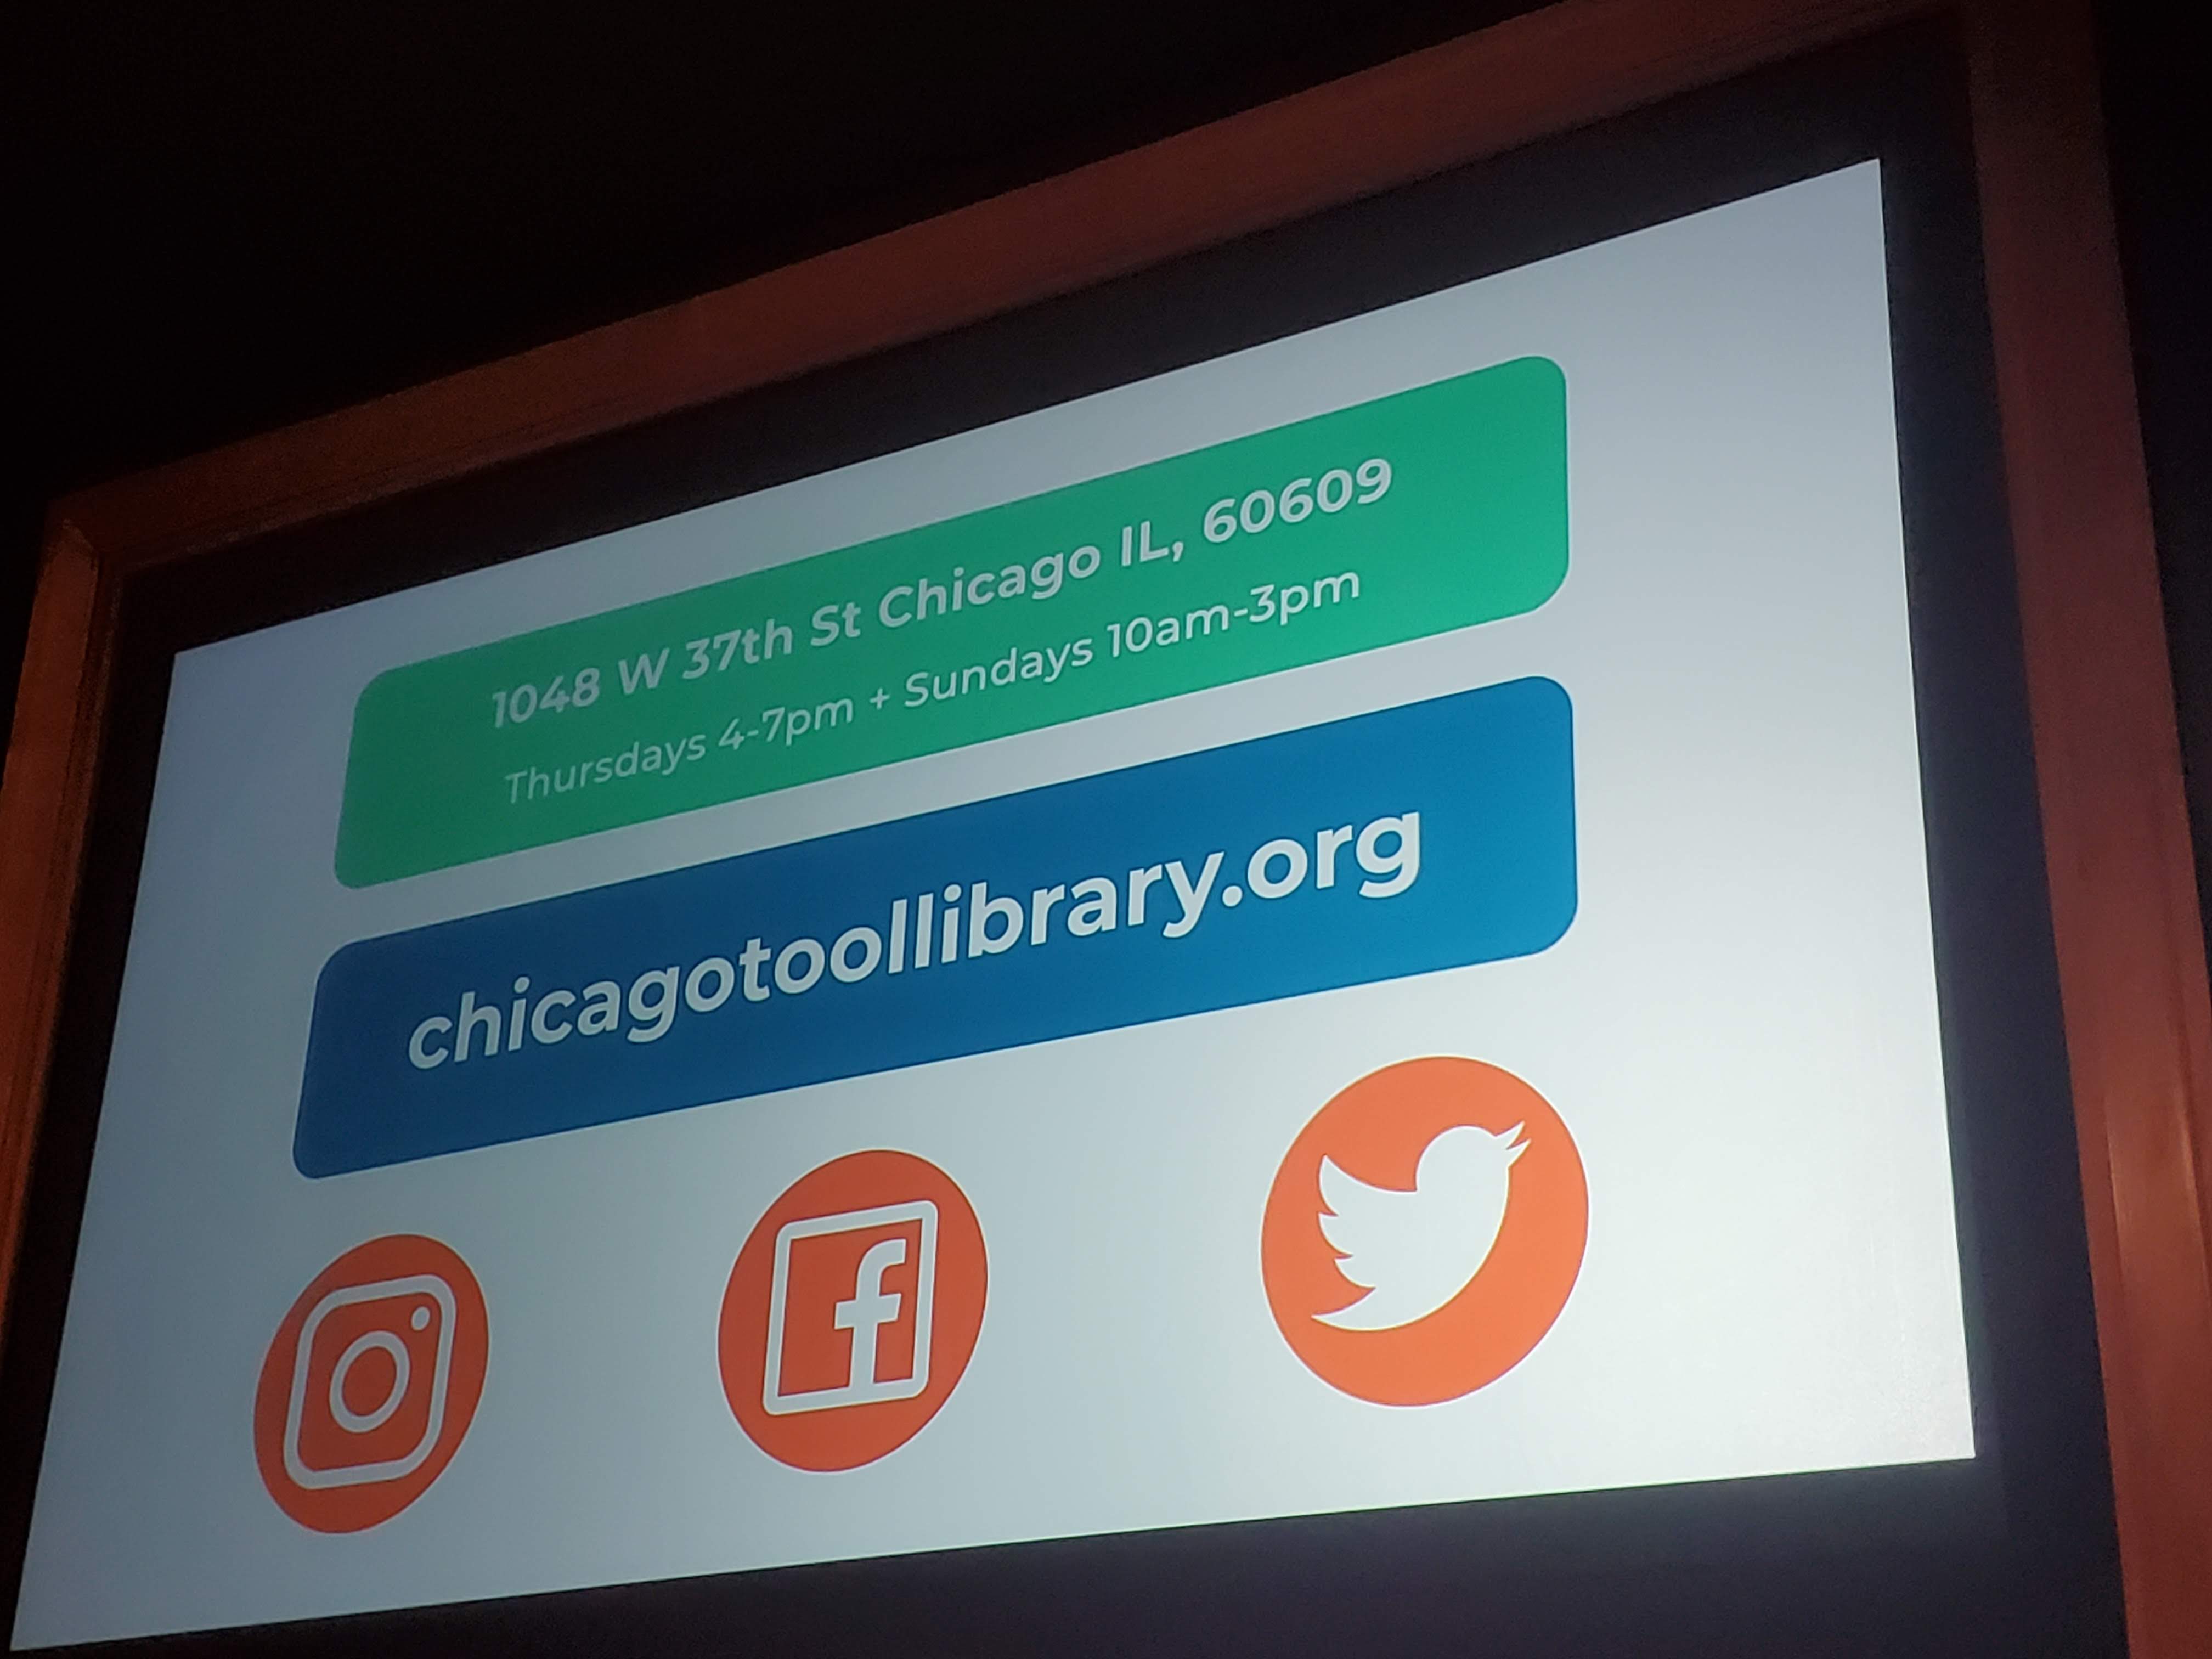 1048 W 37th St Chicago IL, 60609
Thursdays 4-7pm + Sundays 10am-3pm
chicagotoollibrary.org